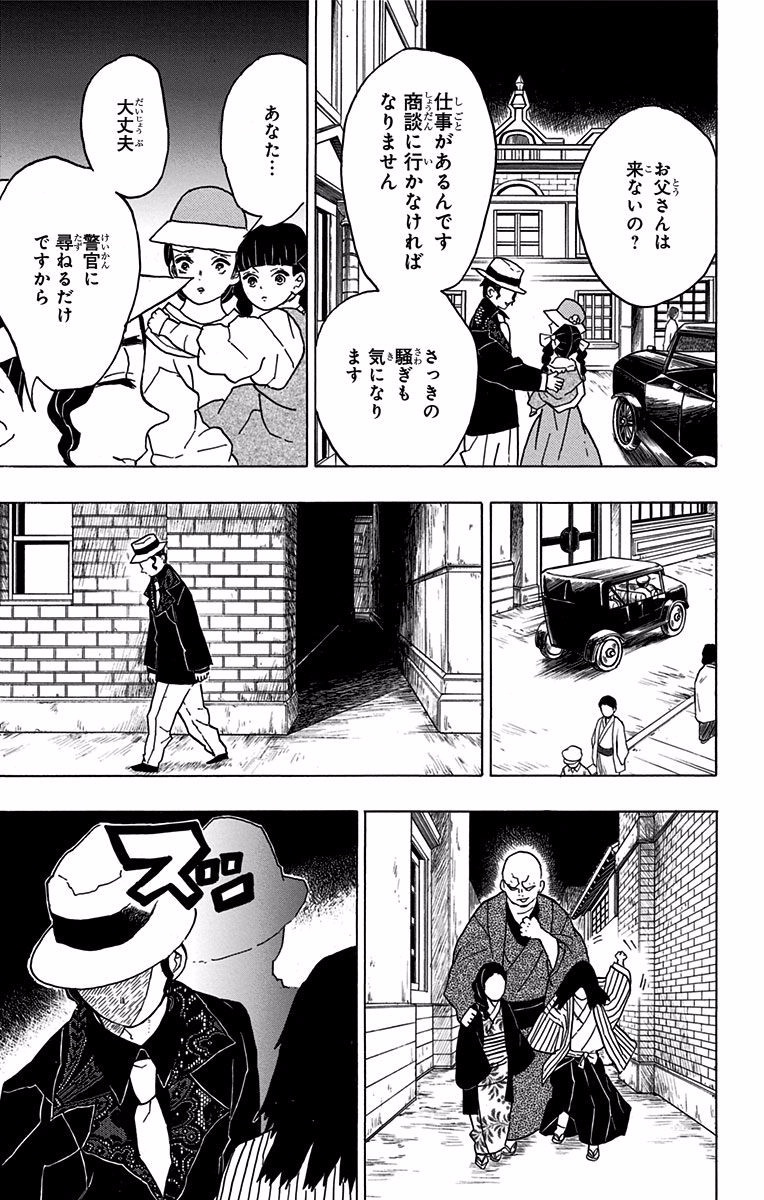 お父さんは
来ないの？
仕事があるんです
商談に行かなければ
なりません
さっきの
騒ぎも
気になり
ます
あなた…
大丈夫
警官に
尋ねるだけ
ですから
ズズズ